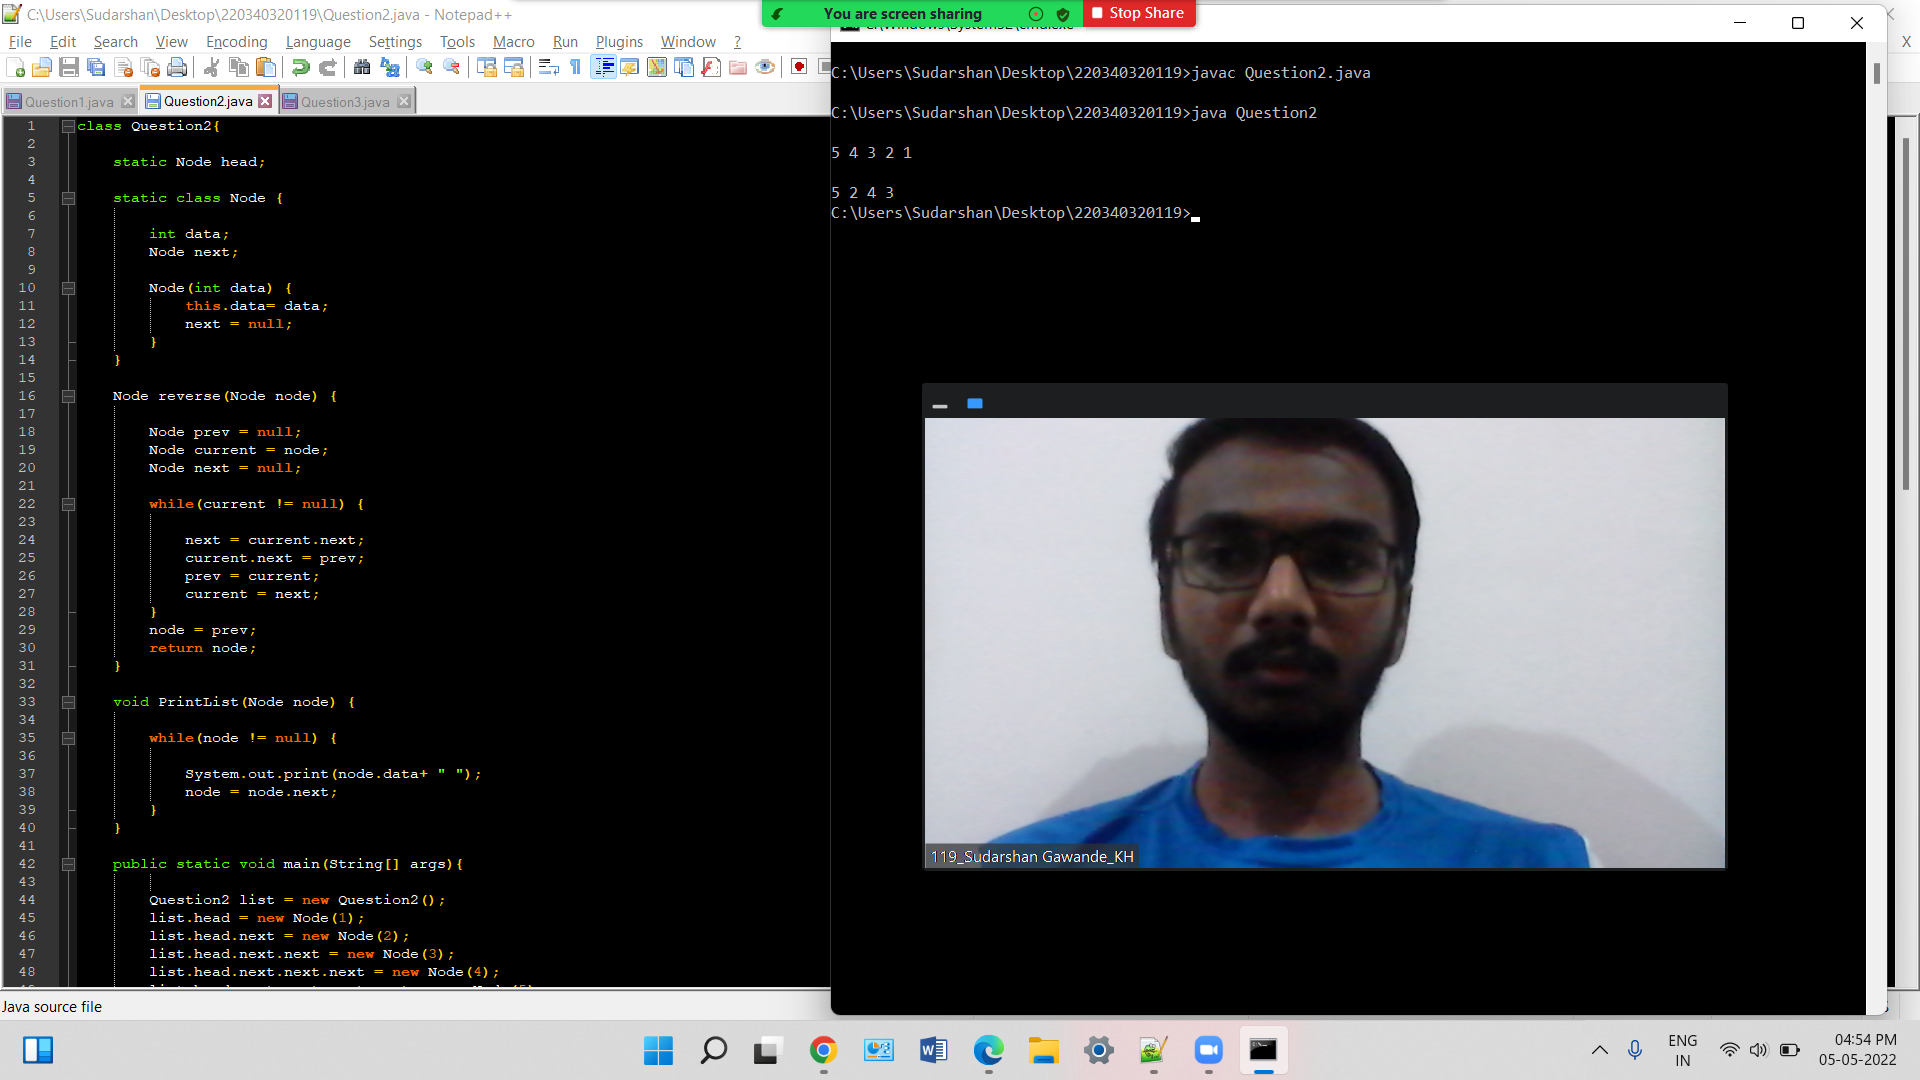 C:\Users\Sudarshan\Desktop\220340320119\Question2.java - Notepad++
You are screen sharing
Stop Share
File Edit Search View Encoding Language Settings Tools Macro Run Plugins Window ?
X
Question1.java
Question2.java
Question3.java
1 class Question2{
2
3 static Node head;
4
5 static class Node {
6
7 int data;
8 Node next;
9
10 Node(int data) {
11 this.data= data;
12 next = null;
13 }
14 }
15
16 Node reverse(Node node) {
17
18 Node prev = null;
19 Node current = node;
20 Node next = null;
21
22 while(current != null) {
23
24 next = current.next;
25 current.next = prev;
26 prev = current;
27 current = next;
28 }
29 node = prev;
30 return node;
31 }
32
33 void PrintList(Node node) {
34
35 while(node != null) {
36
37 System.out.print(node.data+ " ");
38 node = node.next;
39 }
40 }
41
42 public static void main(String[] args){
43
44 Question2 list = new Question2();
45 list.head = new Node(1);
46 list.head.next = new Node(2);
47 list.head.next.next = new Node(3);
48 list.head.next.next.next = new Node(4);
C:\Users\Sudarshan\Desktop\220340320119>javac Question2.java
C:\Users\Sudarshan\Desktop\220340320119>java Question2
5 4 3 2 1
5 2 4 3
C:\Users\Sudarshan\Desktop\220340320119>
119_Sudarshan Gawande_KH
Java source file
ENG
IN
04:54 PM
05-05-2022